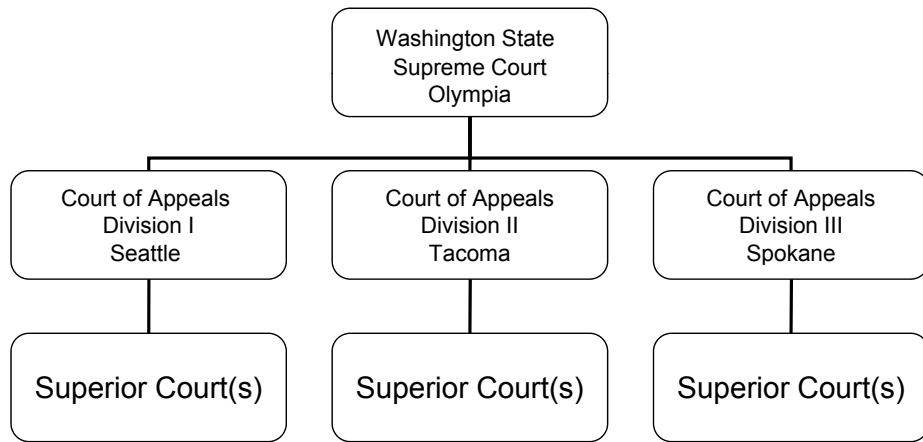 Washington State
Supreme Court
Olympia
Court of Appeals
Division I
Seattle
Court of Appeals
Division II
Tacoma
Court of Appeals
Division III
Spokane
Superior Court(s)
Superior Court(s)
Superior Court(s)